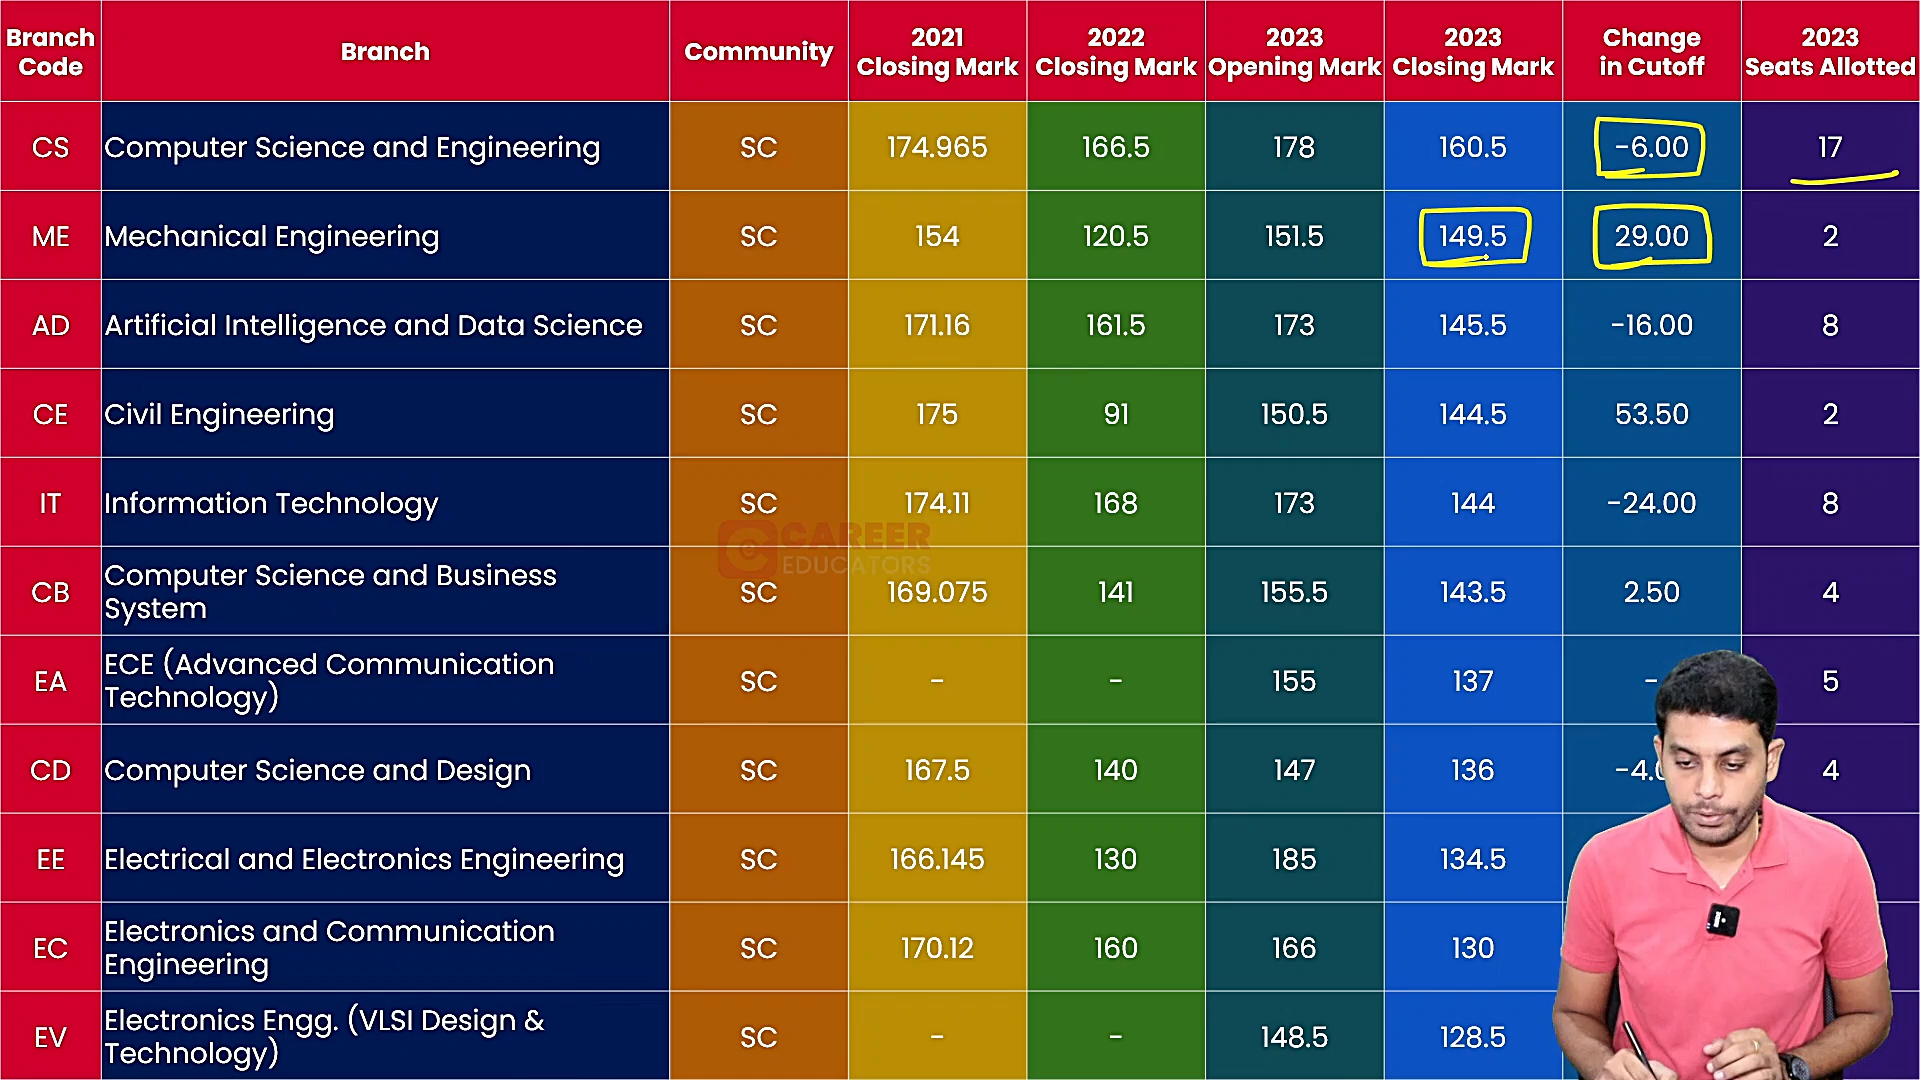 Branch Code
Branch
Community
2021 Closing Mark
2022 Closing Mark
2023 Opening Mark
2023 Closing Mark
Change in Cutoff
2023 Seats Allotted
CS Computer Science and Engineering SC 174.965 166.5 178 160.5 -6.00 17
ME Mechanical Engineering SC 154 120.5 151.5 149.5 29.00 2
AD Artificial Intelligence and Data Science SC 171.16 161.5 173 145.5 -16.00 8
CE Civil Engineering SC 175 91 150.5 144.5 53.50 2
IT Information Technology SC 174.11 168 173 144 -24.00 8
CAREER
EDUCATORS
CB Computer Science and Business
System SC 169.075 141 155.5 143.5 2.50 4
EA ECE (Advanced Communication
Technology) SC - - 155 137 - 5
CD Computer Science and Design SC 167.5 140 147 136 4
EE Electrical and Electronics Engineering SC 166.145 130 185 134.5
EC Electronics and Communication
Engineering SC 170.12 160 166 130
EV Electronics Engg. (VLSI Design &
Technology) SC - - 148.5 128.5